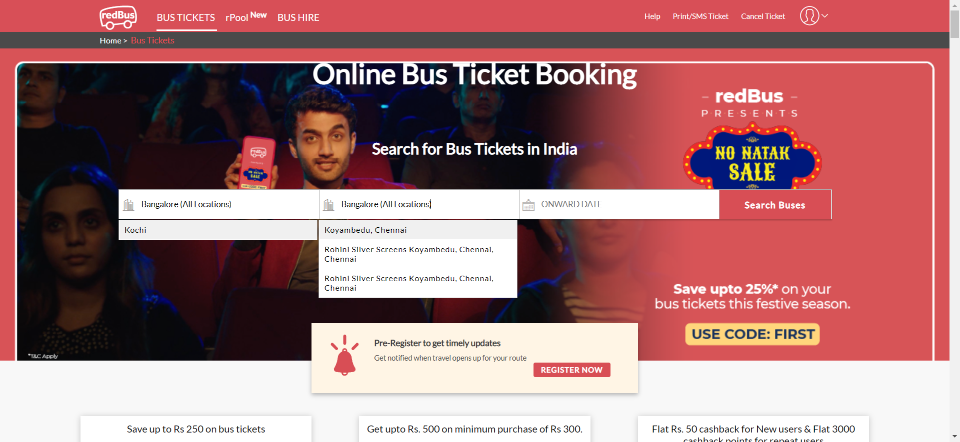 redBus
BUS TICKETS
rPool New
BUS HIRE
Help
Print/SMS Ticket
Cancel Ticket
Home > Bus Tickets
Online Bus Ticket Booking
redBus
PRESENTS
NO NATAK
SALE
Search for Bus Tickets in India
redBus
NO NATAK
SALE
Bangalore (All Locations)
Bangalore (All Locations)
ONWARD DATE
Search Buses
Kochi
Koyambedu, Chennai
Rohini Silver Screens Koyambedu, Chennai,
Chennai
Rohini Silver Screens Koyambedu, Chennai,
Chennai
Save upto 25%* on your
bus tickets this festive season.
USE CODE: FIRST
*T&C Apply
Pre-Register to get timely updates
Get notified when travel opens up for your route
REGISTER NOW
Save up to Rs 250 on bus tickets
Get upto Rs. 500 on minimum purchase of Rs 300.
Flat Rs. 50 cashback for New users & Flat 3000
cashback points for repeat users